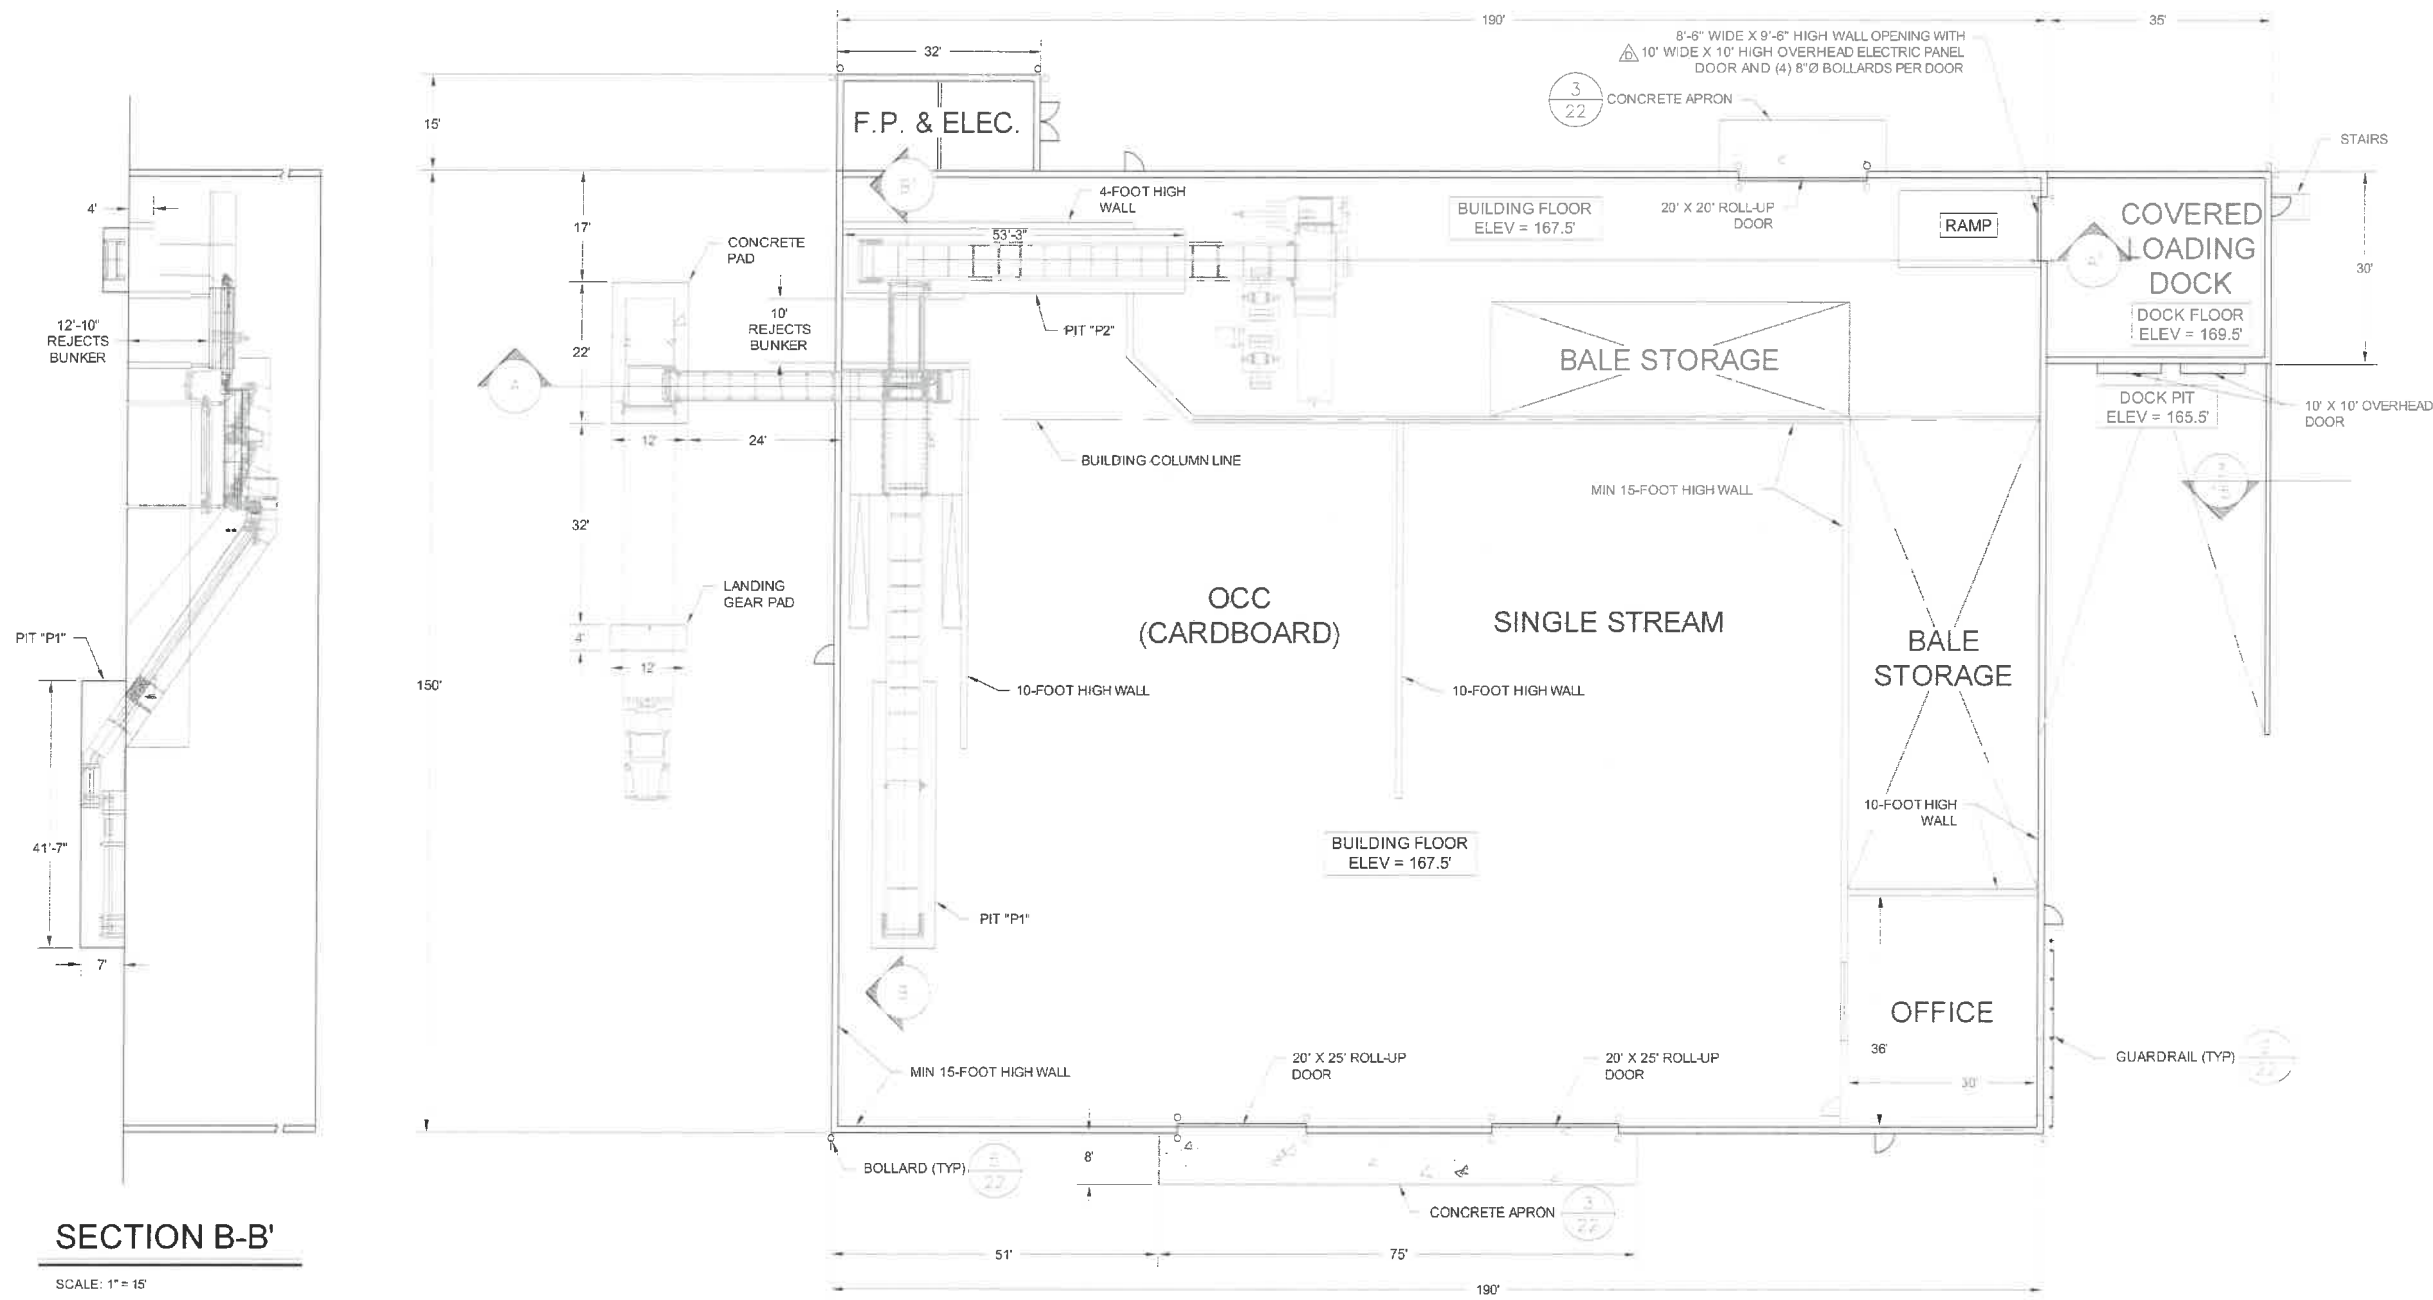 190'
35'
32'
8'-6" WIDE X 9'-6" HIGH WALL OPENING WITH
D 10' WIDE X 10' HIGH OVERHEAD ELECTRIC PANEL
DOOR AND (4) 8"Ø BOLLARDS PER DOOR
3
22
CONCRETE APRON
15'
F.P. & ELEC.
STAIRS
4'
17'
4-FOOT HIGH
WALL
53'-3"
BUILDING FLOOR
ELEV = 167.5'
20' X 20' ROLL-UP
DOOR
RAMP
COVERED
LOADING
DOCK
A'
30'
CONCRETE
PAD
B'
DOCK FLOOR
ELEV = 169.5'
12'-10"
REJECTS
BUNKER
10'
REJECTS
BUNKER
PIT "P2"
22'
A
BALE STORAGE
DOCK PIT
ELEV = 165.5'
10' X 10' OVERHEAD
DOOR
12'
24'
BUILDING COLUMN LINE
MIN 15-FOOT HIGH WALL
32'
LANDING
GEAR PAD
OCC
(CARDBOARD)
SINGLE STREAM
BALE
STORAGE
PIT "P1"
4'
12'
150'
10-FOOT HIGH WALL
10-FOOT HIGH WALL
10-FOOT HIGH
WALL
41'-7"
BUILDING FLOOR
ELEV = 167.5'
PIT "P1"
7'
B
OFFICE
36'
30'
MIN 15-FOOT HIGH WALL
20' X 25' ROLL-UP
DOOR
20' X 25' ROLL-UP
DOOR
GUARDRAIL (TYP)
22
8'
BOLLARD (TYP)
22
CONCRETE APRON
3
22
SECTION B-B'
SCALE: 1" = 15'
51'
75'
190'